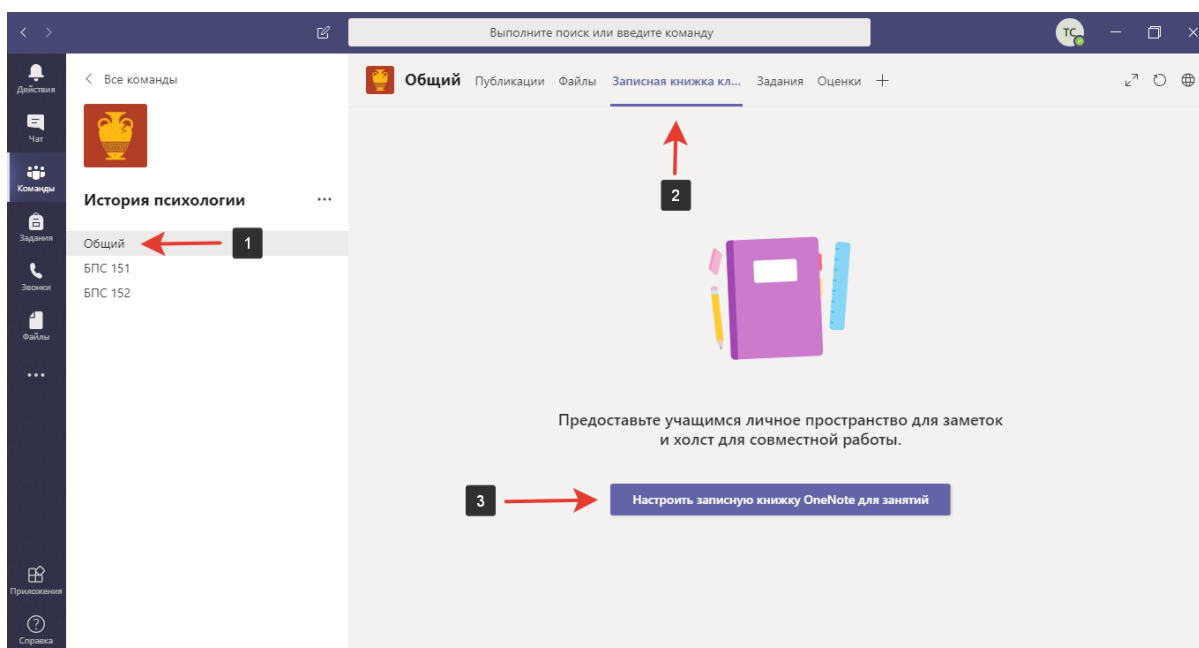 Выполните поиск или введите команду
ТС
Действия
Чат
Команды
Задания
Звонки
Файлы
Приложения
Справка
Все команды
История психологии
Общий
1
БПС 151
БПС 152
Общий Публикации Файлы Записная книжка кл... Задания Оценки
2
Предоставьте учащимся личное пространство для заметок
и холст для совместной работы.
3
Настроить записную книжку OneNote для занятий